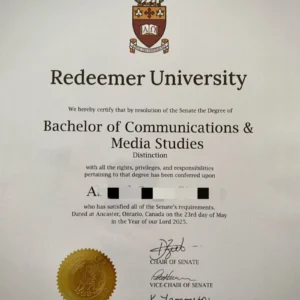 Redeemer University
We hereby certify that by resolution of the Senate the Degree of
Bachelor of Communications &
Media Studies
Distinction
with all the rights, privileges, and responsibilities
pertaining to that degree has been conferred upon
A.
who has satisfied all of the Senate's requirements.
Dated at Ancaster, Ontario, Canada on the 23rd day of May
in the Year of our Lord 2025.
CHAIR OF SENATE
VICE-CHAIR OF SENATE